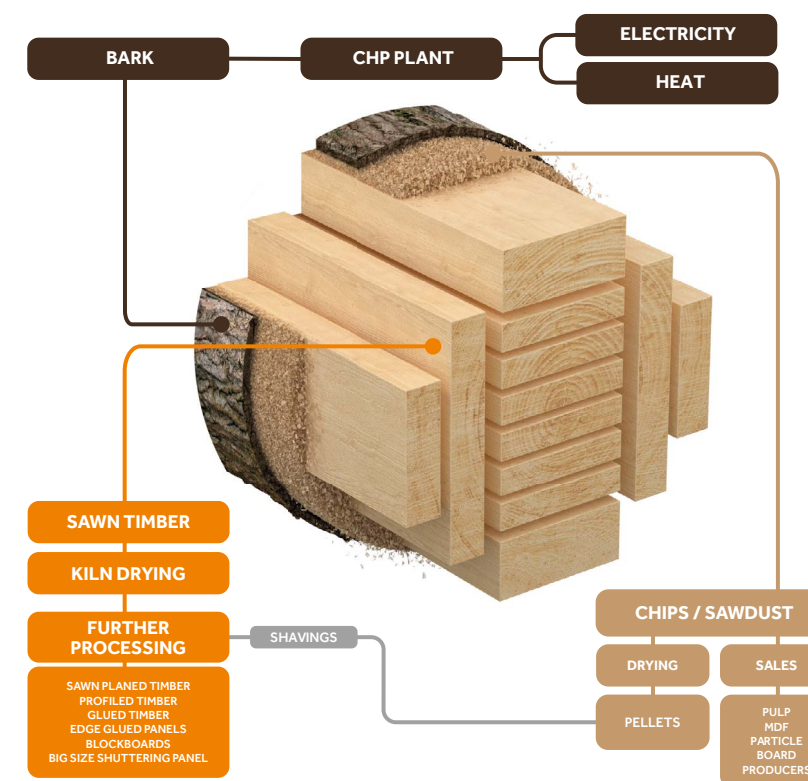 BARK
CHP PLANT
ELECTRICITY
HEAT
SAWN TIMBER
KILN DRYING
FURTHER
PROCESSING
SHAVINGS
SAWN PLANED TIMBER
PROFILED TIMBER
GLUED TIMBER
EDGE GLUED PANELS
BLOCKBOARDS
BIG SIZE SHUTTERING PANEL
CHIPS / SAWDUST
DRYING
SALES
PELLETS
PULP
MDF
PARTICLE
BOARD
PRODUCERS